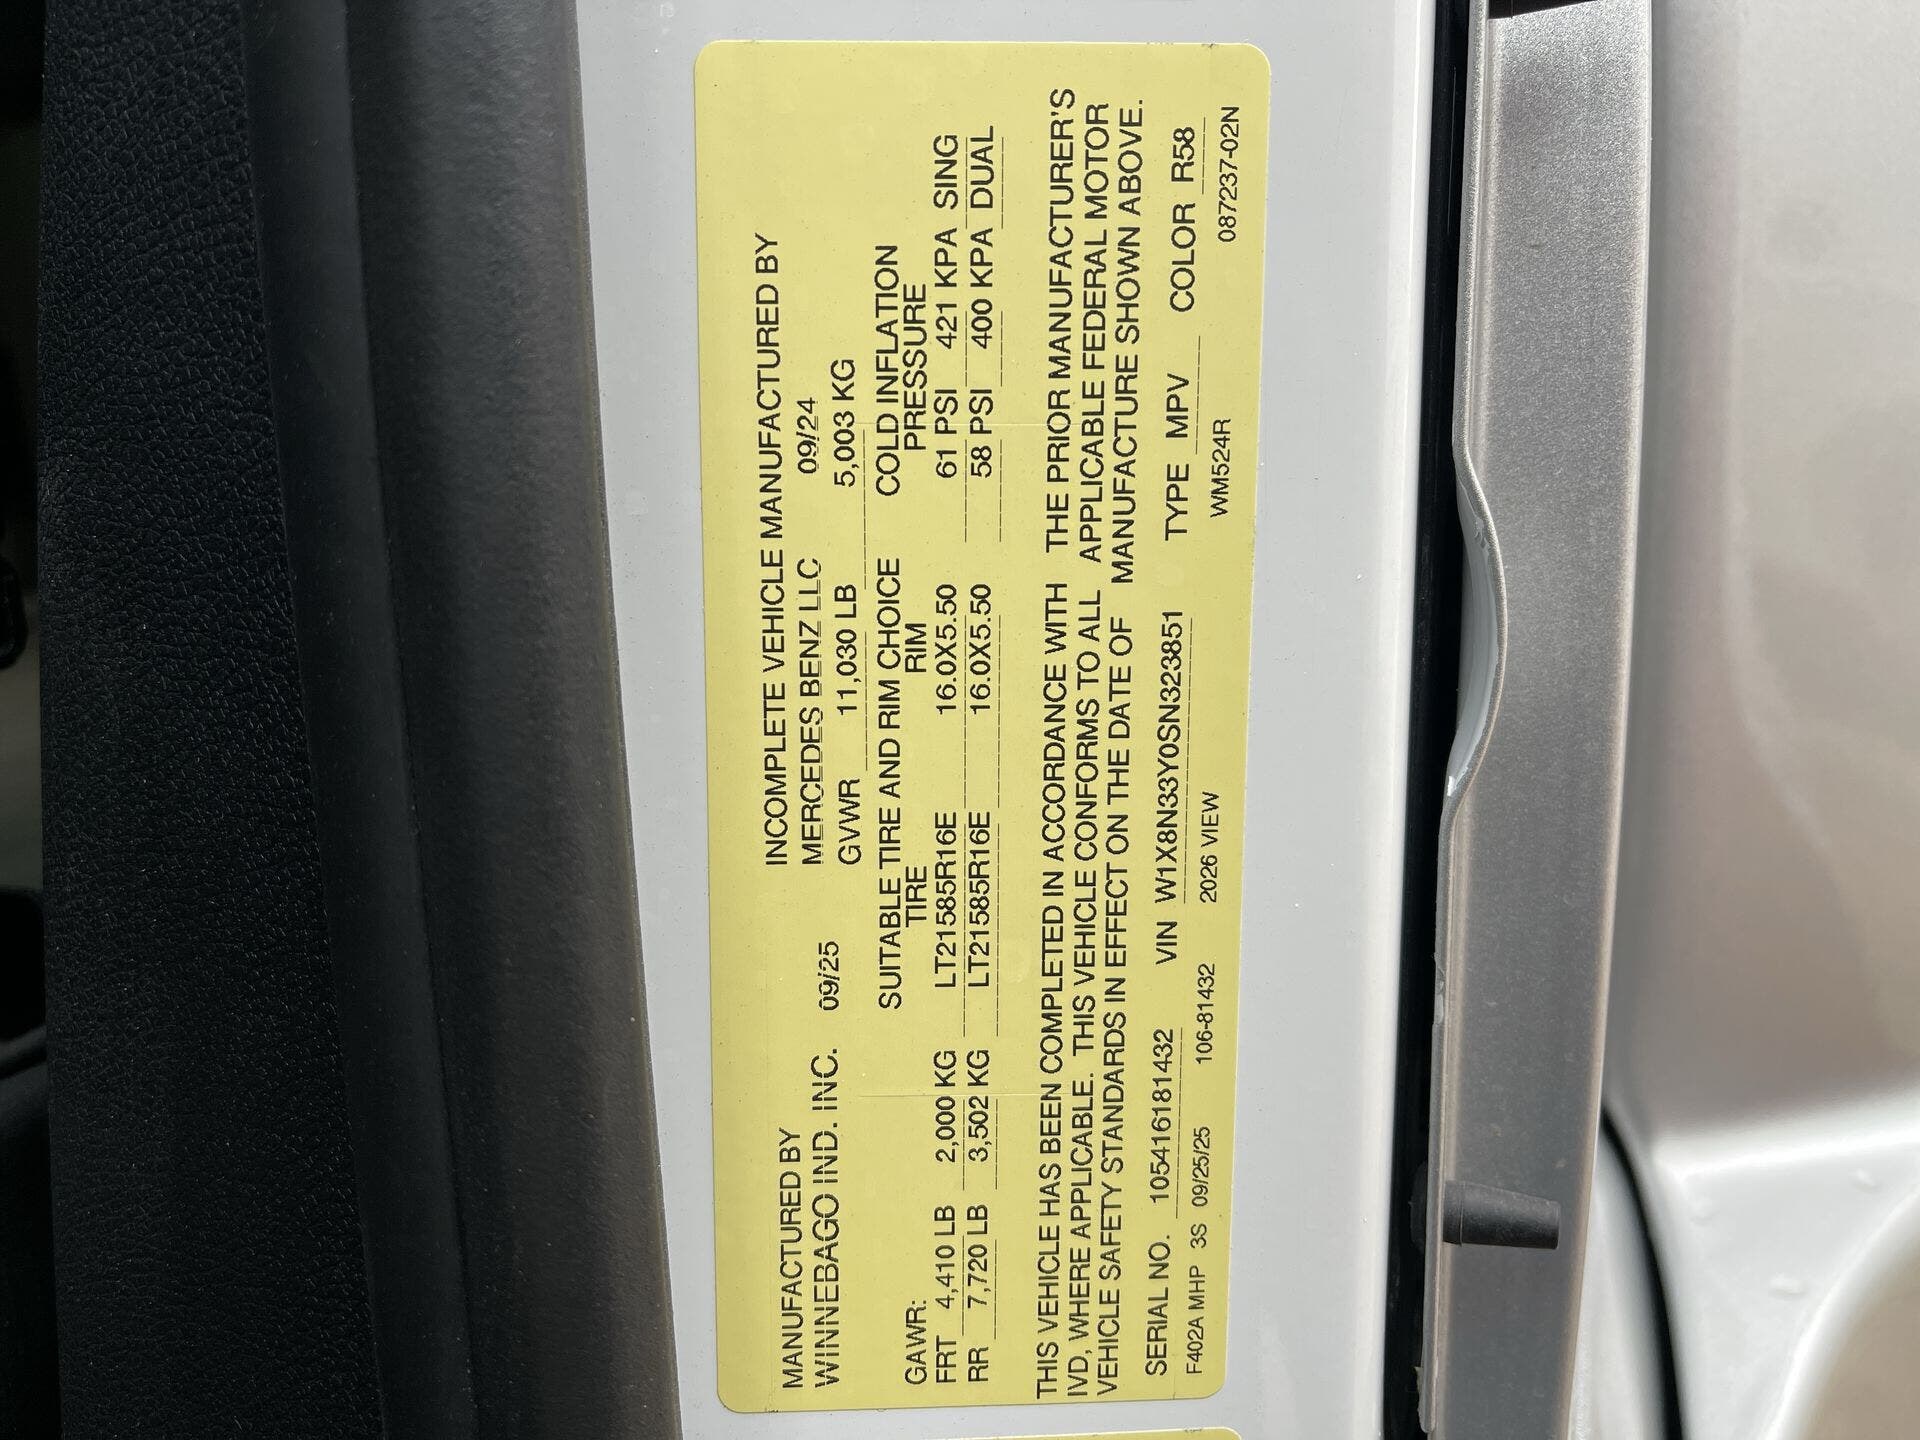 MANUFACTURED BY INCOMPLETE VEHICLE MANUFACTURED BY
WINNEBAGO IND. INC. 09/25 MERCEDES BENZ LLC 09/24
GVWR 11,030 LB 5,003 KG
SUITABLE TIRE AND RIM CHOICE COLD INFLATION
GAWR: TIRE RIM PRESSURE
FRT 4,410 LB 2,000 KG LT21585R16E 16.0X5.50 61 PSI 421 KPA SING
RR 7,720 LB 3,502 KG LT21585R16E 16.0X5.50 58 PSI 400 KPA DUAL
THIS VEHICLE HAS BEEN COMPLETED IN ACCORDANCE WITH THE PRIOR MANUFACTURER'S
IVD, WHERE APPLICABLE. THIS VEHICLE CONFORMS TO ALL APPLICABLE FEDERAL MOTOR
VEHICLE SAFETY STANDARDS IN EFFECT ON THE DATE OF MANUFACTURE SHOWN ABOVE.
SERIAL NO. 105416181432 VIN W1X8N33Y0SN323851 TYPE MPV COLOR R58
F402A MHP 3S 09/25/25 106-81432 2026 VIEW WM524R 087237-02N